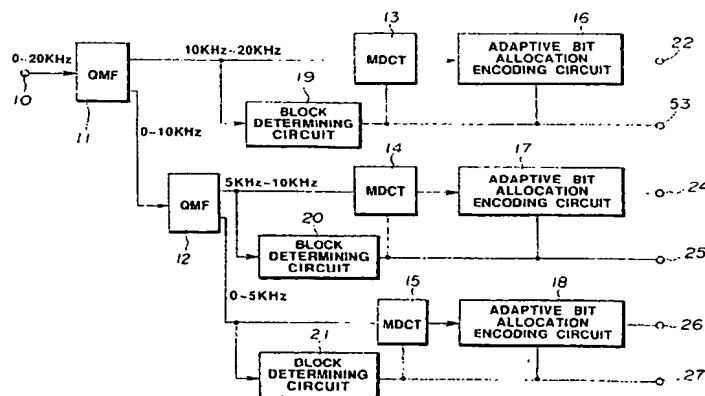 13
16
0~20KHz
10KHz~20KHz
22
QMF
MDCT
ADAPTIVE BIT
ALLOCATION
ENCODING CIRCUIT
10
19
53
11
0~10KHz
BLOCK
DETERMINING
CIRCUIT
14
17
5KHz~10KHz
24
QMF
MDCT
ADAPTIVE BIT
ALLOCATION
ENCODING CIRCUIT
20
12
BLOCK
DETERMINING
CIRCUIT
25
15
18
0~5KHz
MDCT
ADAPTIVE BIT
ALLOCATION
ENCODING CIRCUIT
26
21
BLOCK
DETERMINING
CIRCUIT
27